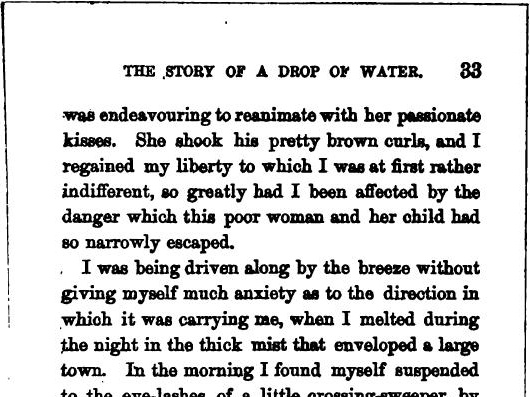 THE STORY OF A DROP OF WATER. 33
was endeavouring to reanimate with her passionate
kisses. She shook his pretty brown curls, and I
regained my liberty to which I was at first rather
indifferent, so greatly had I been affected by the
danger which this poor woman and her child had
so narrowly escaped.
I was being driven along by the breeze without
giving myself much anxiety as to the direction in
which it was carrying me, when I melted during
the night in the thick mist that enveloped a large
town. In the morning I found myself suspended
to the eye-lashes of a little crossing-sweeper by